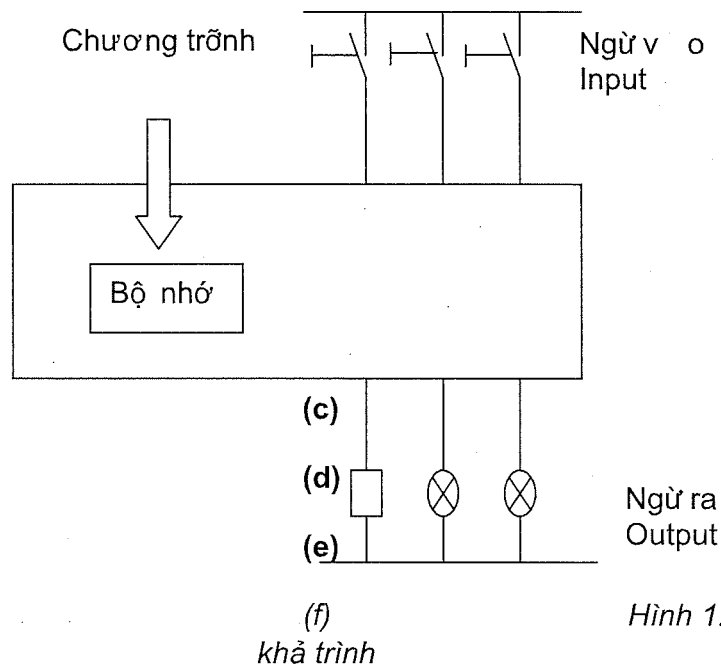 Chương trỡnh
Ngừ v o
Input
Bộ nhớ
(c)
(d)
(e)
Ngừ ra
Output
(f)
khả trình
Hình 1.